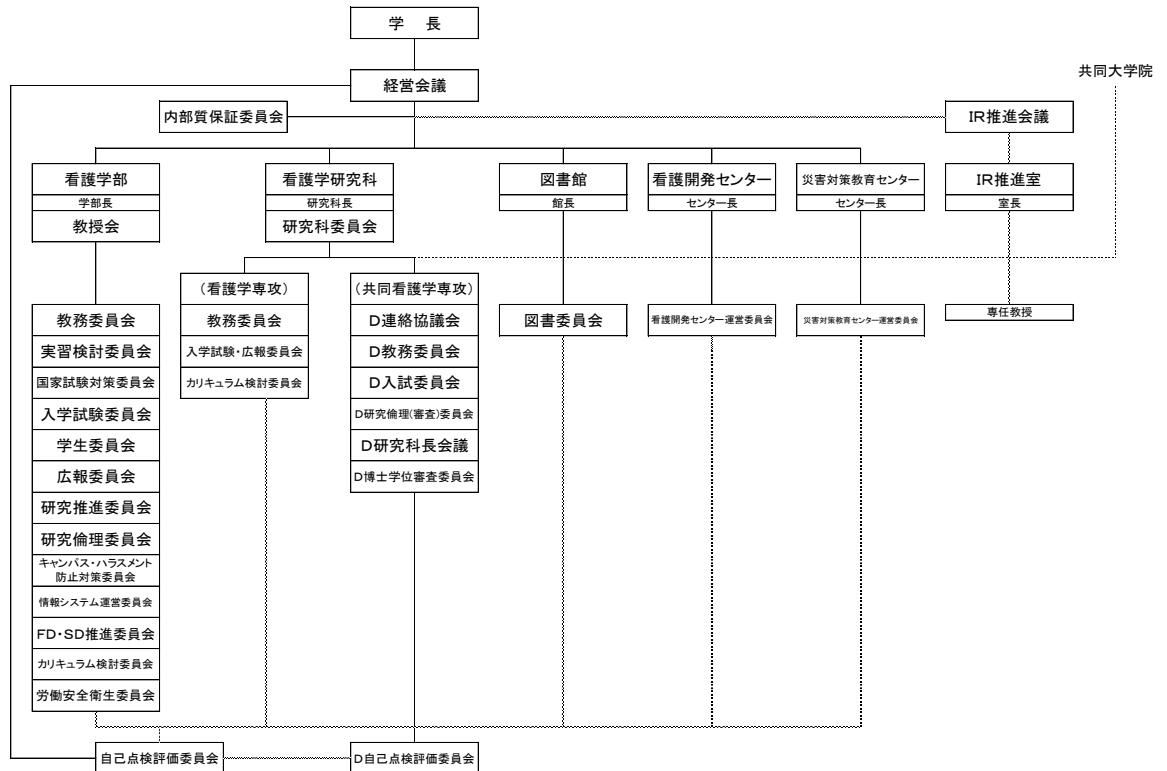 学　長
経営会議
共同大学院
内部質保証委員会
IR推進会議
看護学部
学部長
教授会
看護学研究科
研究科長
研究科委員会
図書館
館長
看護開発センター
センター長
災害対策教育センター
センター長
IR推進室
室長
（看護学専攻）
教務委員会
入学試験・広報委員会
カリキュラム検討委員会
（共同看護学専攻）
D連絡協議会
D教務委員会
D入試委員会
D研究倫理(審査)委員会
D研究科長会議
D博士学位審査委員会
教務委員会
実習検討委員会
国家試験対策委員会
入学試験委員会
学生委員会
広報委員会
研究推進委員会
研究倫理委員会
キャンパス・ハラスメント
防止対策委員会
情報システム運営委員会
FD・SD推進委員会
カリキュラム検討委員会
労働安全衛生委員会
図書委員会
看護開発センター運営委員会
災害対策教育センター運営委員会
専任教授
自己点検評価委員会
D自己点検評価委員会